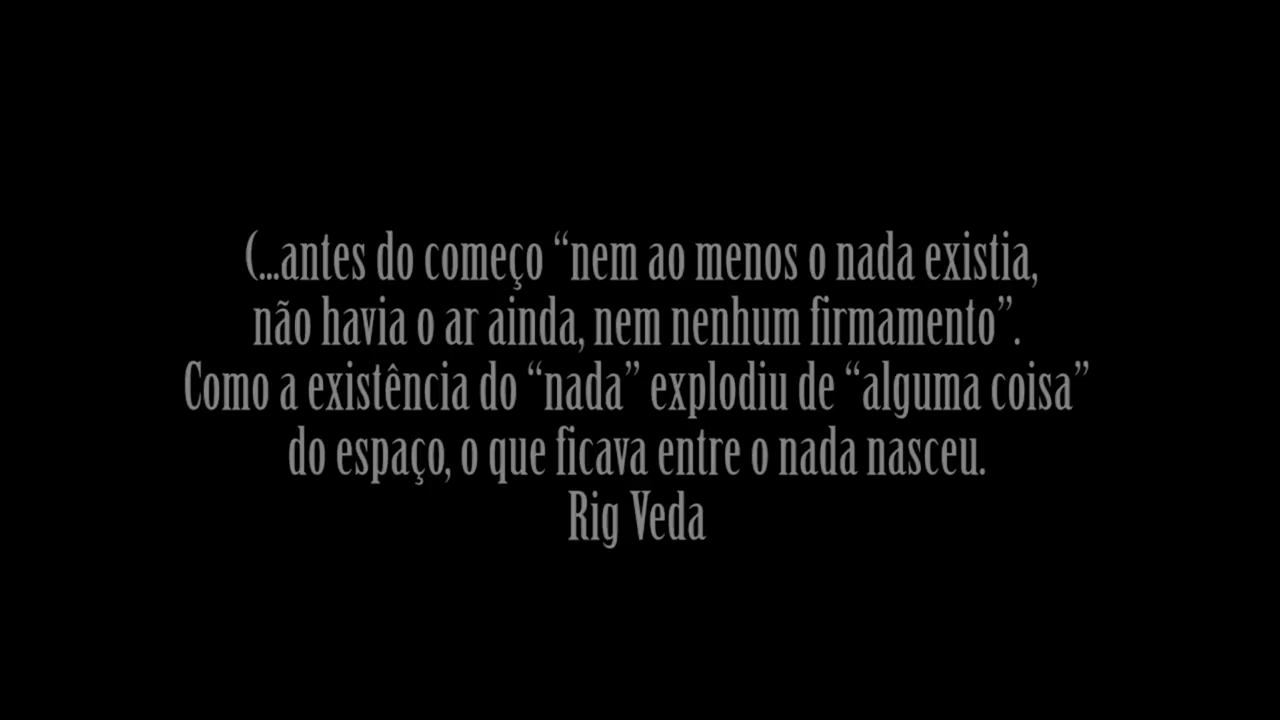 (...antes do começo “nem ao menos o nada existia,
não havia o ar ainda, nem nenhum firmamento”.
Como a existência do “nada” explodiu de “alguma coisa”
do espaço, o que ficava entre o nada nasceu.
Rig Veda